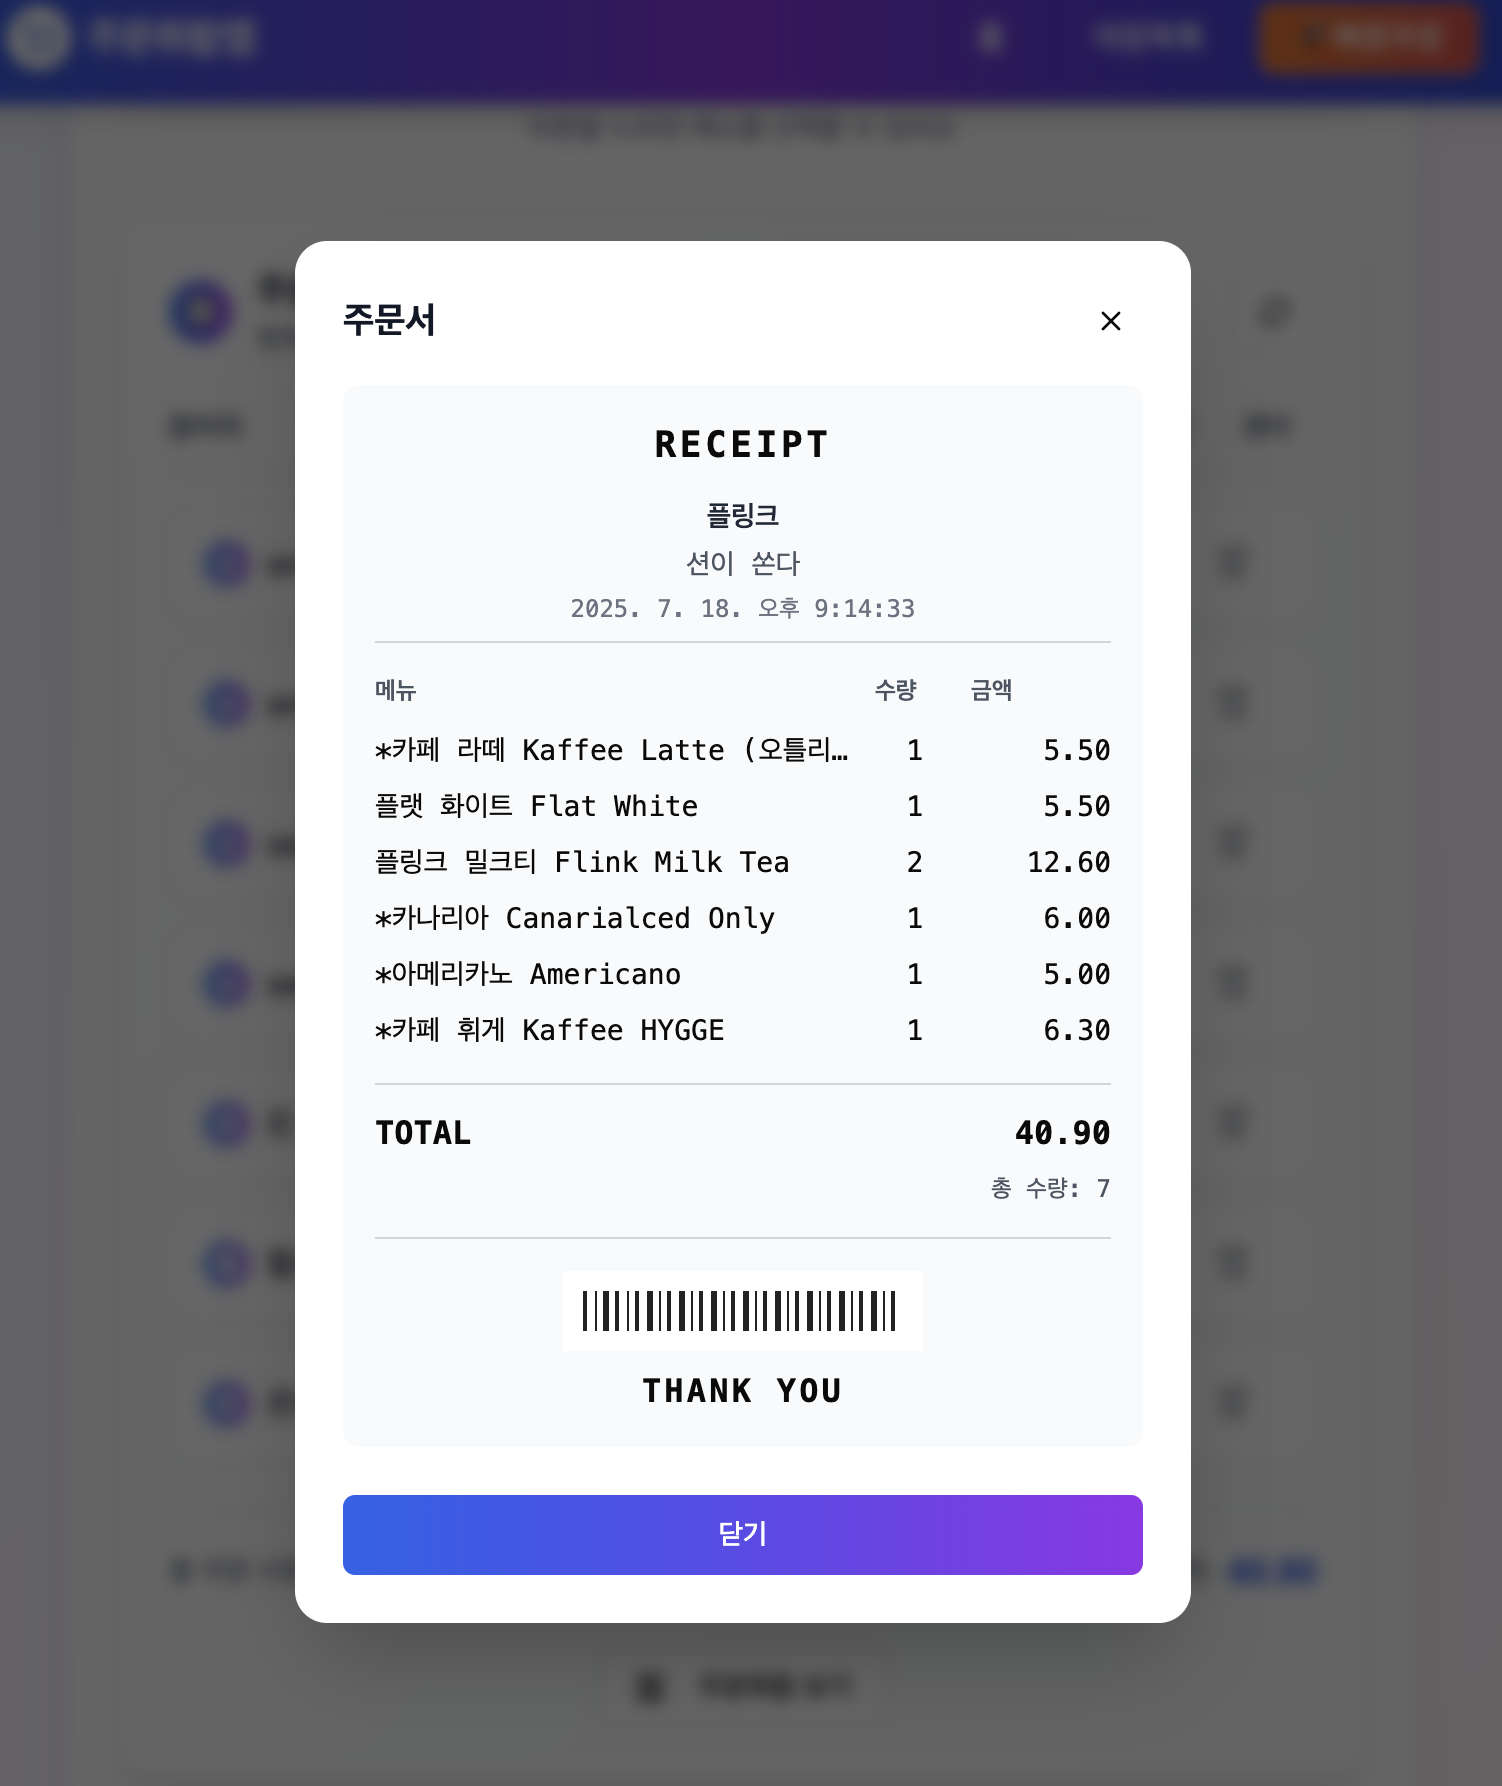 주문서
RECEIPT
플링크
션이 쏜다
2025. 7. 18. 오후 9:14:33
메뉴 수량 금액
*카페 라떼 Kaffee Latte (오틀리... 1 5.50
플랫 화이트 Flat White 1 5.50
플링크 밀크티 Flink Milk Tea 2 12.60
*카나리아 Canarialced Only 1 6.00
*아메리카노 Americano 1 5.00
*카페 휘게 Kaffee HYGGE 1 6.30
TOTAL 40.90
총 수량: 7
THANK YOU
닫기